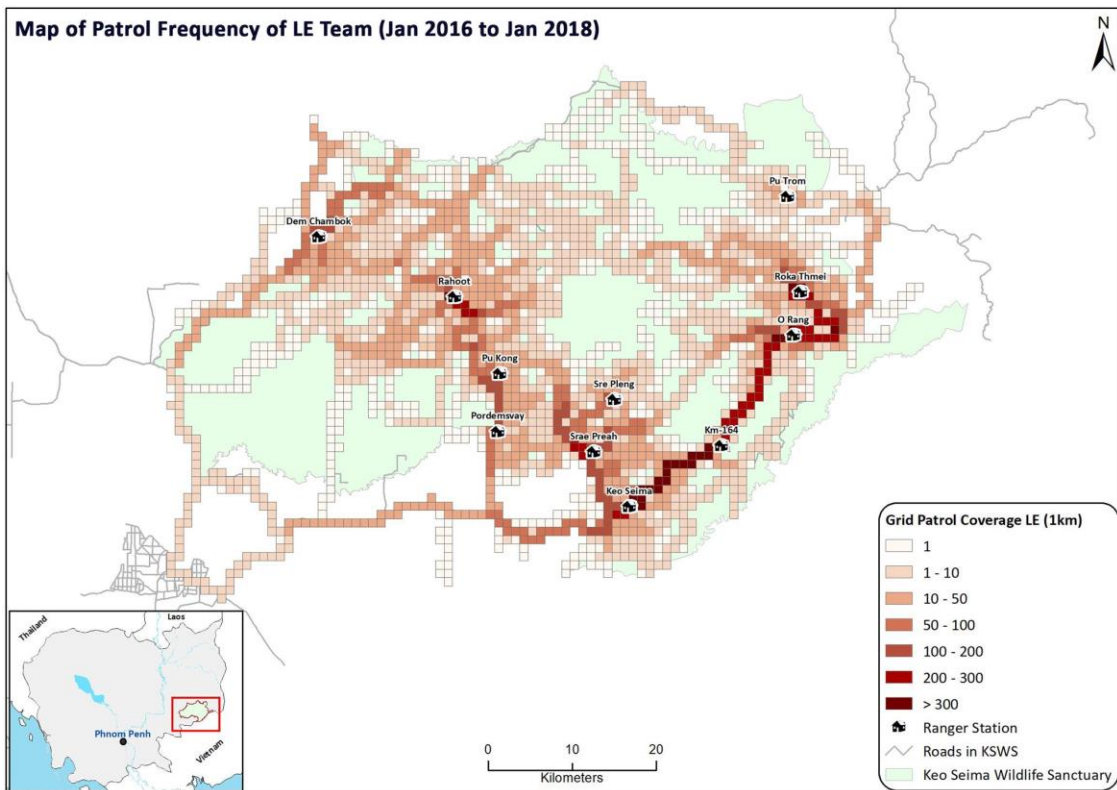 Map of Patrol Frequency of LE Team (Jan 2016 to Jan 2018)
N
Pu Trom
Dem Chambok
Roka Thmei
Rahoot
O Rang
Pu Kong
Sre Pleng
Pordemsvay
Km-164
Srae Preah
Keo Seima
Grid Patrol Coverage LE (1km)
1
1 - 10
10 - 50
50 - 100
100 - 200
200 - 300
> 300
Ranger Station
Roads in KSWS
Keo Seima Wildlife Sanctuary
Thailand
Laos
Phnom Penh
Vietnam
0 10 20
Kilometers